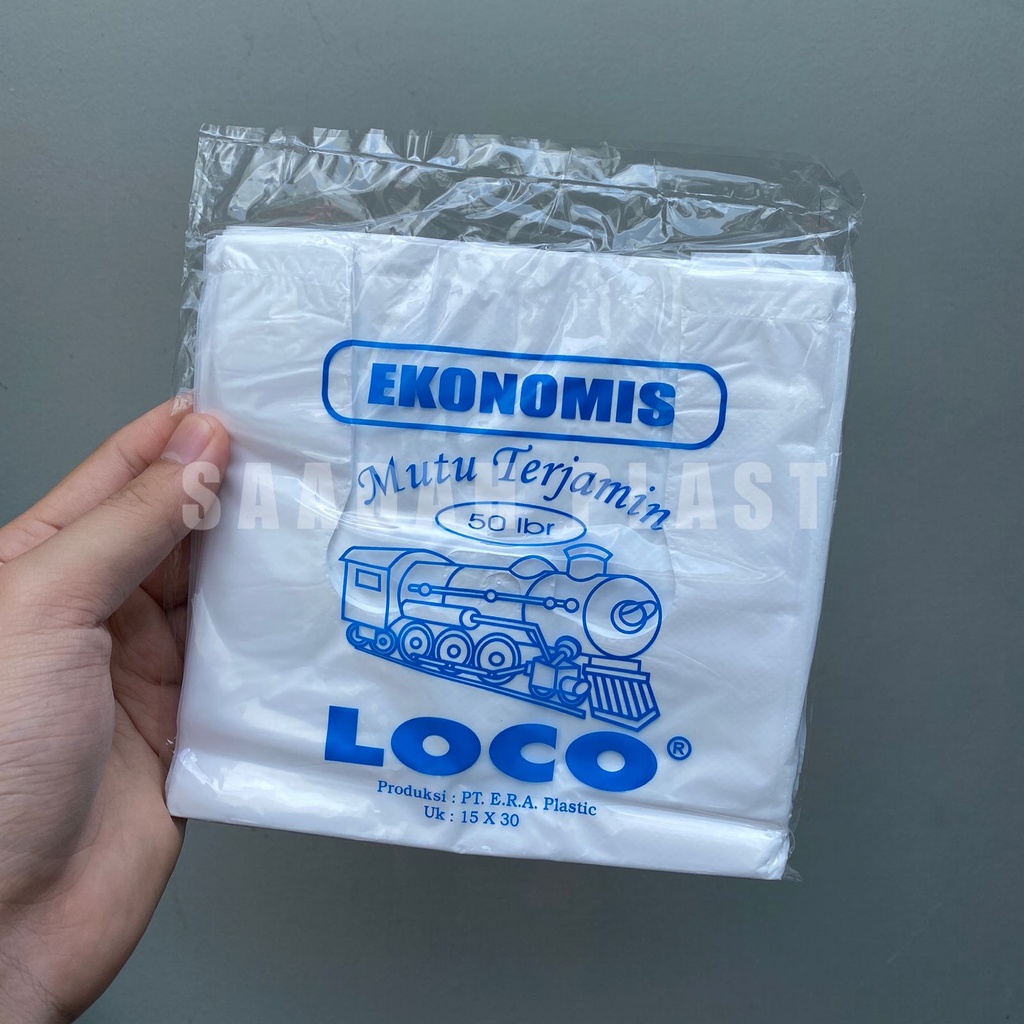 EKONOMIS
Mutu Terjamin
50 lbr
LOCO ®
Produksi : PT. E.R.A. Plastic
Uk : 15 X 30